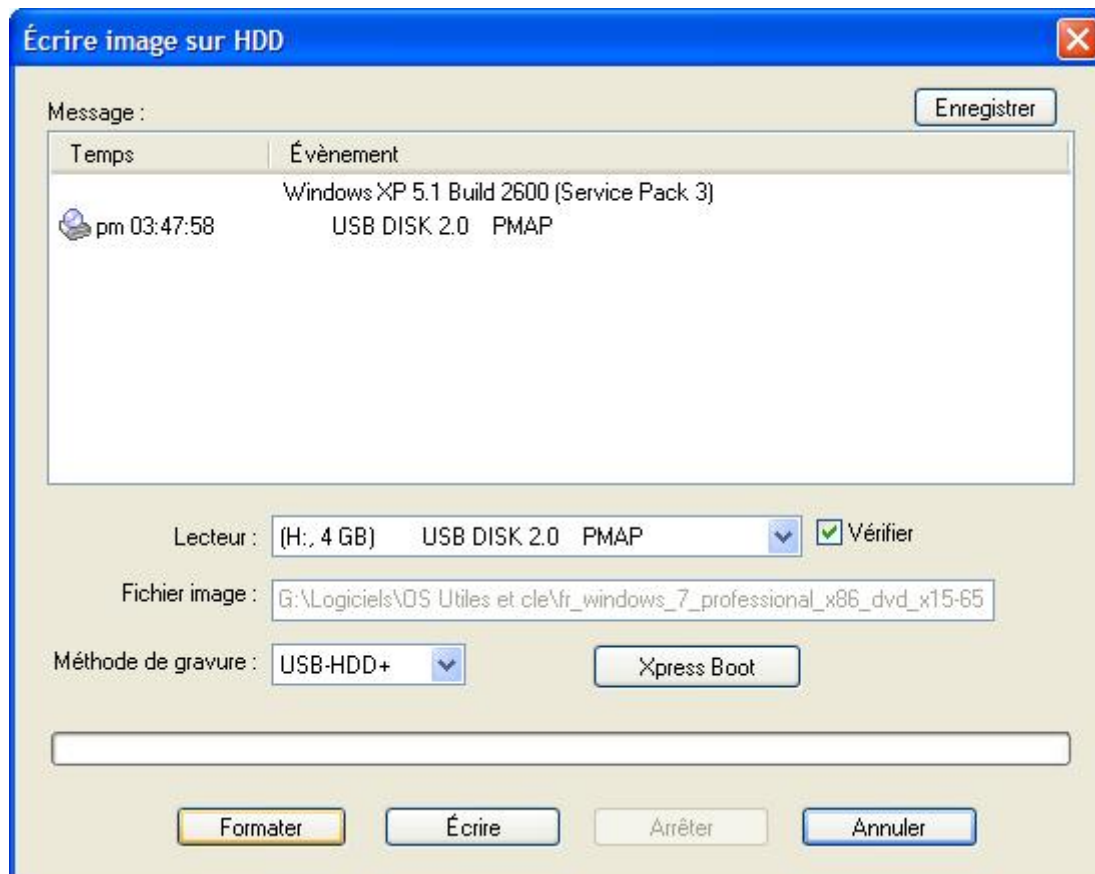 Écrire image sur HDD
Message :
Enregistrer
Temps Évènement
Windows XP 5.1 Build 2600 (Service Pack 3)
pm 03:47:58 USB DISK 2.0 PMAP
Lecteur : (H:, 4 GB) USB DISK 2.0 PMAP Vérifier
Fichier image : G:\Logiciels\OS Utiles et cle\fr_windows_7_professional_x86_dvd_x15-65
Méthode de gravure : USB-HDD+ Xpress Boot
Formater Écrire Arrêter Annuler